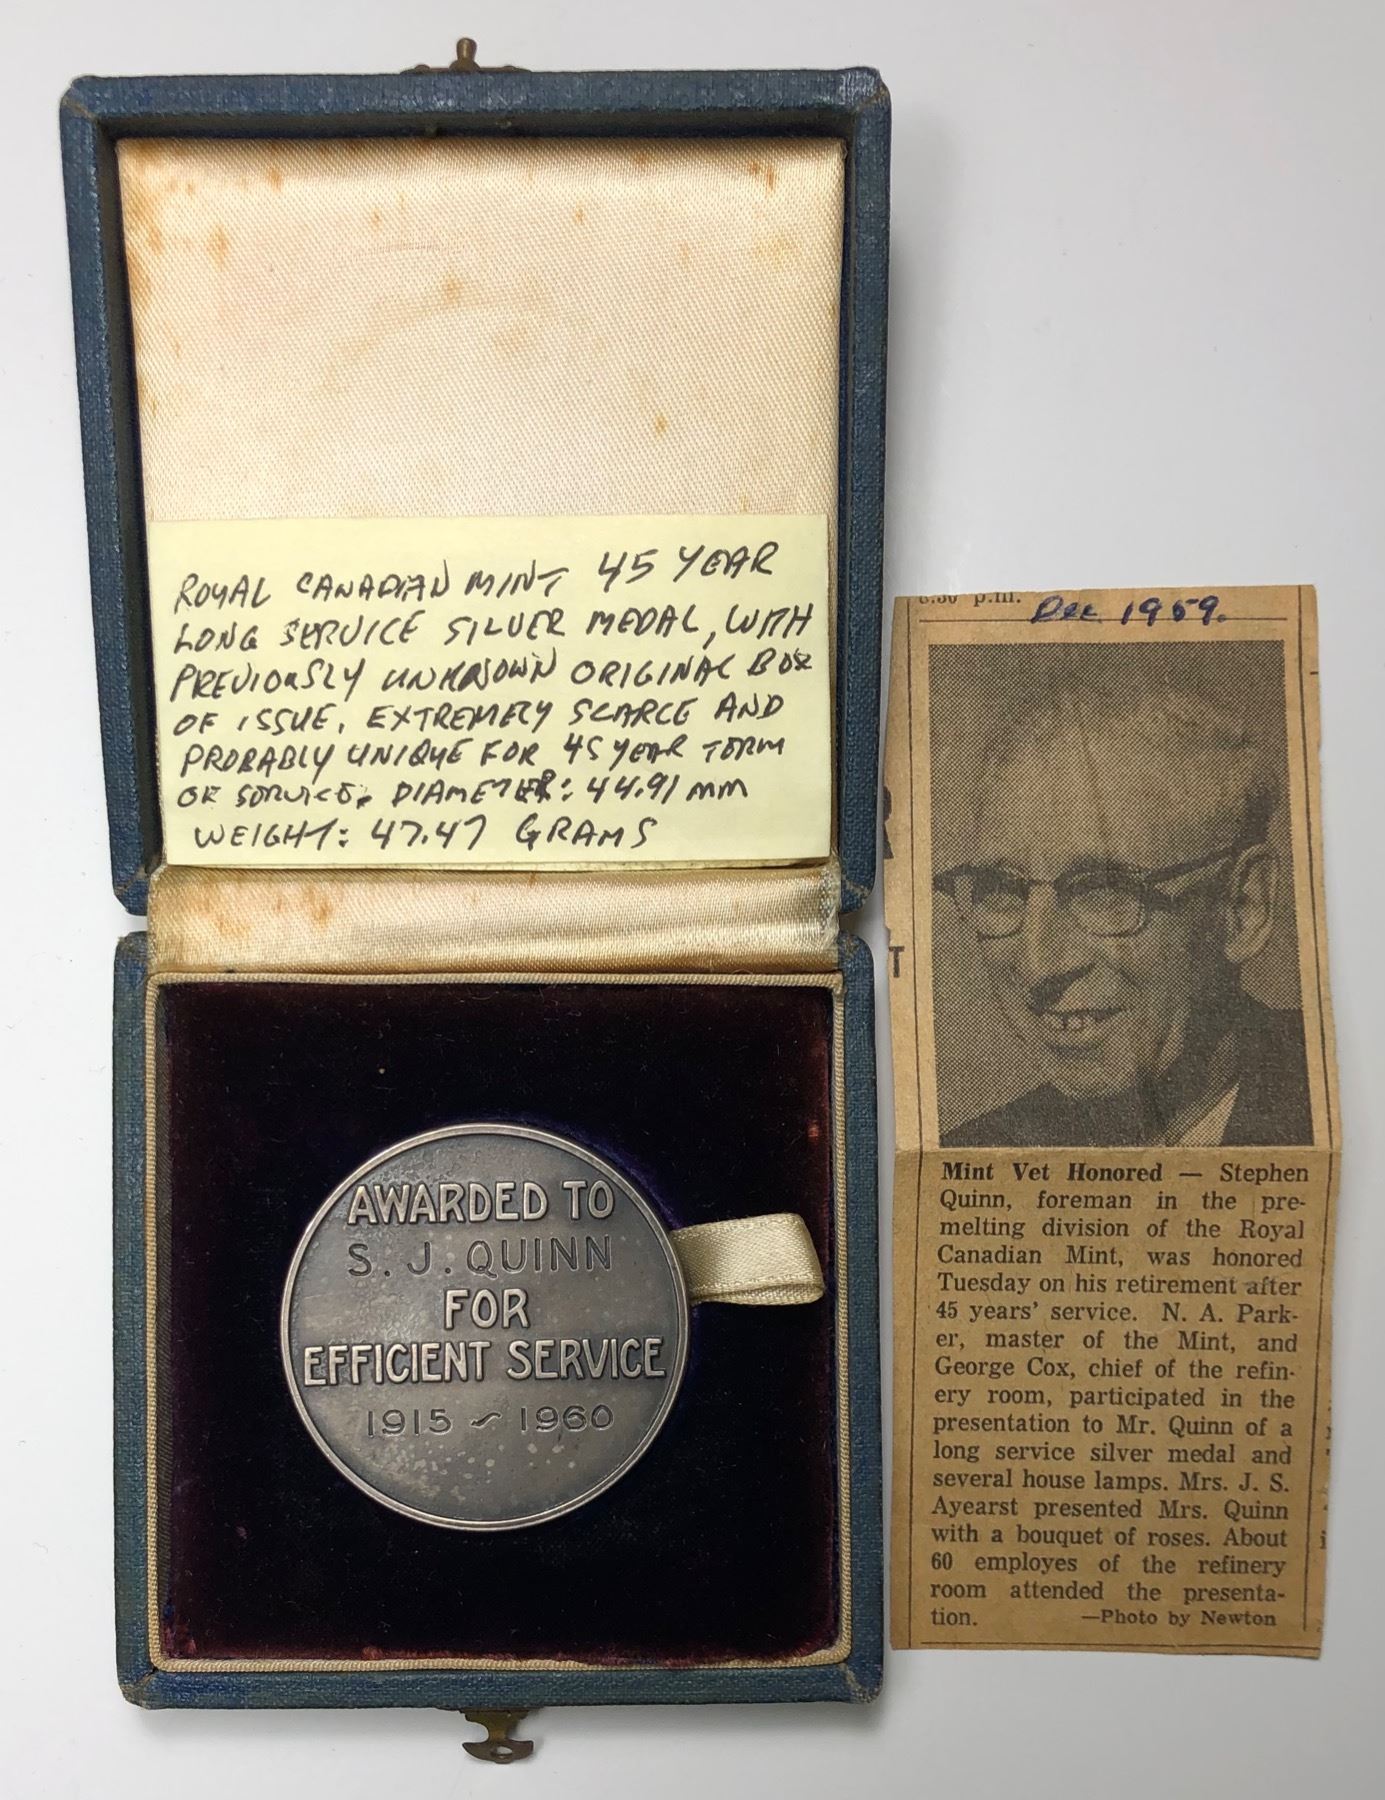 ROYAL CANADIAN MINT 45 YEAR
LONG SERVICE SILVER MEDAL, WITH
PREVIOUSLY UNKNOWN ORIGINAL BOX
OF ISSUE. EXTREMELY SCARCE AND
PROBABLY UNIQUE FOR 45 YEAR TERM
OF SERVICE. DIAMETER: 44.91 MM
WEIGHT: 47.47 GRAMS
AWARDED TO
S. J. QUINN
FOR
EFFICIENT SERVICE
1915 ~ 1960
8:30 p.m.
Dec 1959.
R
T
Mint Vet Honored — Stephen
Quinn, foreman in the pre-
melting division of the Royal
Canadian Mint, was honored
Tuesday on his retirement after
45 years' service. N. A. Park-
er, master of the Mint, and
George Cox, chief of the refin-
ery room, participated in the
presentation to Mr. Quinn of a
long service silver medal and
several house lamps. Mrs. J. S.
Ayearst presented Mrs. Quinn
with a bouquet of roses. About
60 employes of the refinery
room attended the presenta-
tion. —Photo by Newton